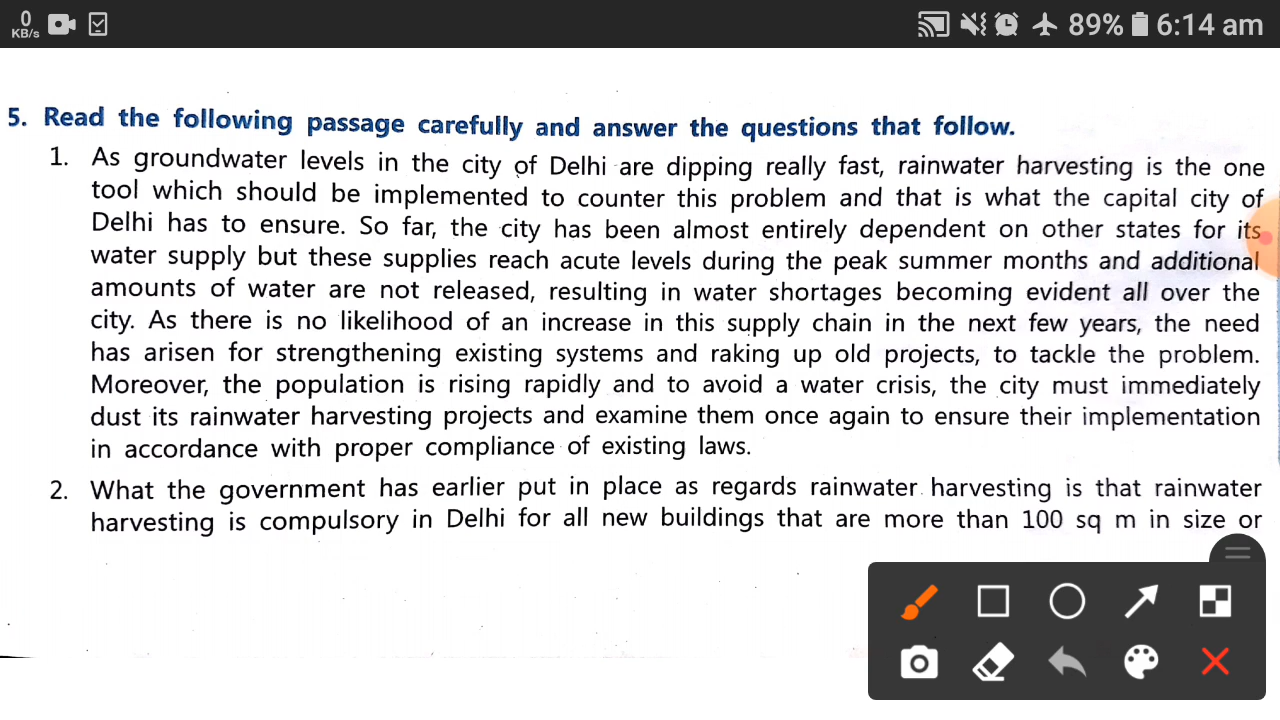 0
KB/s
89% 6:14 am
5. Read the following passage carefully and answer the questions that follow.
1. As groundwater levels in the city of Delhi are dipping really fast, rainwater harvesting is the one
tool which should be implemented to counter this problem and that is what the capital city of
Delhi has to ensure. So far, the city has been almost entirely dependent on other states for its
water supply but these supplies reach acute levels during the peak summer months and additional
amounts of water are not released, resulting in water shortages becoming evident all over the
city. As there is no likelihood of an increase in this supply chain in the next few years, the need
has arisen for strengthening existing systems and raking up old projects, to tackle the problem.
Moreover, the population is rising rapidly and to avoid a water crisis, the city must immediately
dust its rainwater harvesting projects and examine them once again to ensure their implementation
in accordance with proper compliance of existing laws.
2. What the government has earlier put in place as regards rainwater harvesting is that rainwater
harvesting is compulsory in Delhi for all new buildings that are more than 100 sq m in size or